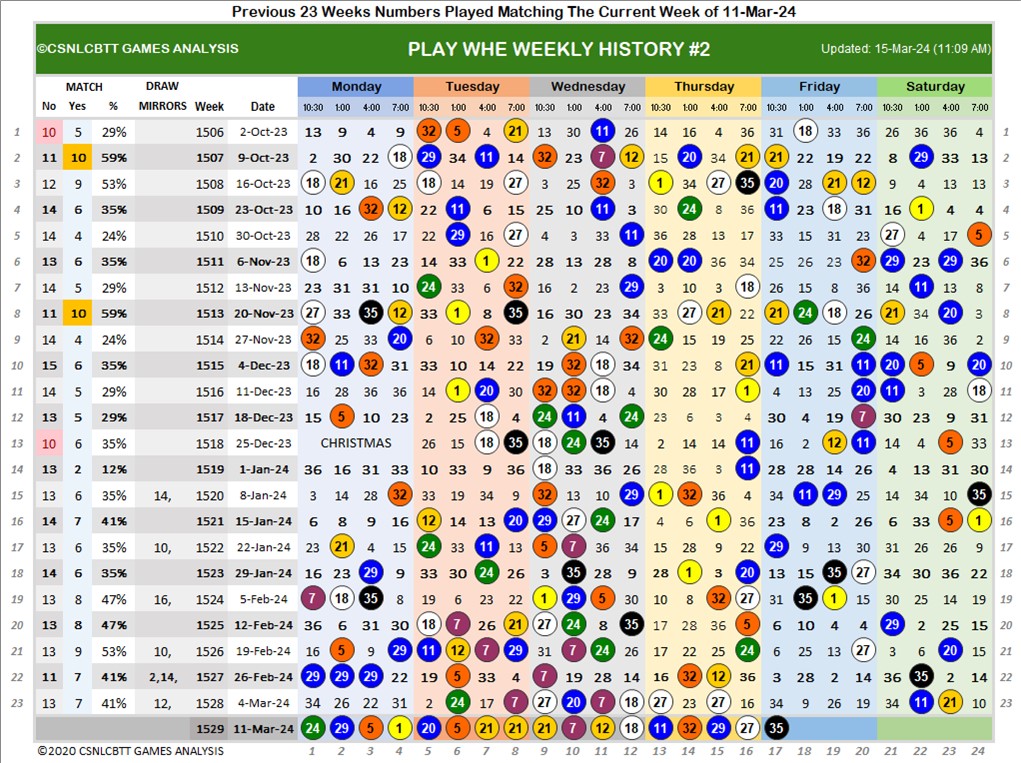 Previous 23 Weeks Numbers Played Matching The Current Week of 11-Mar-24
©CSNLCBTT GAMES ANALYSIS PLAY WHE WEEKLY HISTORY #2 Updated: 15-Mar-24 (11:09 AM)
MATCH DRAW Monday Tuesday Wednesday Thursday Friday Saturday
No Yes % MIRRORS Week Date 10:30 1:00 4:00 7:00 10:30 1:00 4:00 7:00 10:30 1:00 4:00 7:00 10:30 1:00 4:00 7:00 10:30 1:00 4:00 7:00 10:30 1:00 4:00 7:00
1 10 5 29% 1506 2-Oct-23 13 9 4 9 32 5 4 21 13 30 11 26 14 16 4 36 31 18 33 36 26 36 36 4 1
2 11 10 59% 1507 9-Oct-23 2 30 22 18 29 34 11 14 32 23 7 12 15 20 34 21 21 22 19 22 8 29 33 13 2
3 12 9 53% 1508 16-Oct-23 18 21 16 25 18 14 19 27 3 25 32 3 1 34 27 35 20 28 21 12 9 4 13 13 3
4 14 6 35% 1509 23-Oct-23 10 16 32 12 22 11 6 15 25 10 11 3 30 24 8 36 11 23 18 31 16 1 4 4 4
5 14 4 24% 1510 30-Oct-23 28 22 26 17 22 29 16 27 4 3 33 11 36 28 13 17 33 15 31 23 27 4 17 5 5
6 13 6 35% 1511 6-Nov-23 18 6 13 23 14 33 1 22 28 13 28 8 20 20 36 34 25 26 23 32 29 23 29 36 6
7 14 5 29% 1512 13-Nov-23 23 31 31 10 24 33 6 32 16 2 23 29 3 10 3 18 26 15 8 36 14 11 13 8 7
8 11 10 59% 1513 20-Nov-23 27 33 35 12 33 1 8 35 16 30 23 34 33 27 21 22 21 24 18 26 21 34 20 3 8
9 14 4 24% 1514 27-Nov-23 32 25 33 20 6 10 32 33 2 21 14 32 24 15 19 25 22 26 15 24 14 16 36 2 9
10 15 6 35% 1515 4-Dec-23 18 11 32 31 33 10 14 22 19 32 18 34 31 23 8 21 11 15 31 11 20 5 9 20 10
11 14 5 29% 1516 11-Dec-23 16 28 36 36 14 1 20 30 32 32 18 4 30 28 17 1 4 13 19 20 11 3 28 18 11
12 13 5 29% 1517 18-Dec-23 15 5 10 23 2 25 18 4 24 11 4 24 23 6 3 4 30 4 19 7 30 23 9 31 12
13 10 6 35% 1518 25-Dec-23 CHRISTMAS 26 15 18 35 18 24 35 14 2 14 14 11 19 2 12 11 14 4 5 33 13
14 13 2 12% 1519 1-Jan-24 36 16 31 33 10 33 9 36 18 33 36 26 28 36 3 11 28 28 14 26 4 13 31 30 14
15 13 6 35% 14, 1520 8-Jan-24 3 14 28 32 33 19 34 9 32 13 10 29 1 32 36 4 34 11 29 25 14 34 10 35 15
16 14 7 41% 1521 15-Jan-24 6 8 9 16 12 14 13 20 29 27 24 17 4 6 1 16 23 8 2 26 6 33 5 1 16
17 13 6 35% 10, 1522 22-Jan-24 23 21 4 15 24 33 11 13 5 7 36 34 15 28 9 22 29 9 13 30 31 26 26 9 17
18 14 6 35% 1523 29-Jan-24 16 23 29 9 33 30 24 26 3 35 28 9 28 1 3 20 13 15 35 27 34 30 36 22 18
19 13 8 47% 16, 1524 5-Feb-24 7 18 35 8 19 6 23 22 1 29 5 30 10 8 32 27 31 35 1 15 30 25 14 19 19
20 13 8 47% 1525 12-Feb-24 36 6 31 30 18 7 26 21 27 24 8 35 17 28 36 5 6 10 4 4 29 2 25 15 20
21 13 9 53% 10, 1526 19-Feb-24 16 5 9 29 11 12 7 29 31 7 24 26 17 22 25 24 6 25 13 27 3 6 20 15 21
22 11 7 41% 2,14, 1527 26-Feb-24 29 29 29 22 19 5 33 4 7 19 28 14 16 32 12 36 3 28 2 14 36 35 2 14 22
23 13 7 41% 12, 1528 4-Mar-24 34 26 22 31 3 24 17 7 27 20 7 18 27 23 27 16 34 9 26 19 34 11 21 10 23
1529 11-Mar-24 24 29 5 1 20 5 21 21 21 7 12 18 11 32 29 27 35
©2020 CSNLCBTT GAMES ANALYSIS 1 2 3 4 5 6 7 8 9 10 11 12 13 14 15 16 17 18 19 20 21 22 23 24